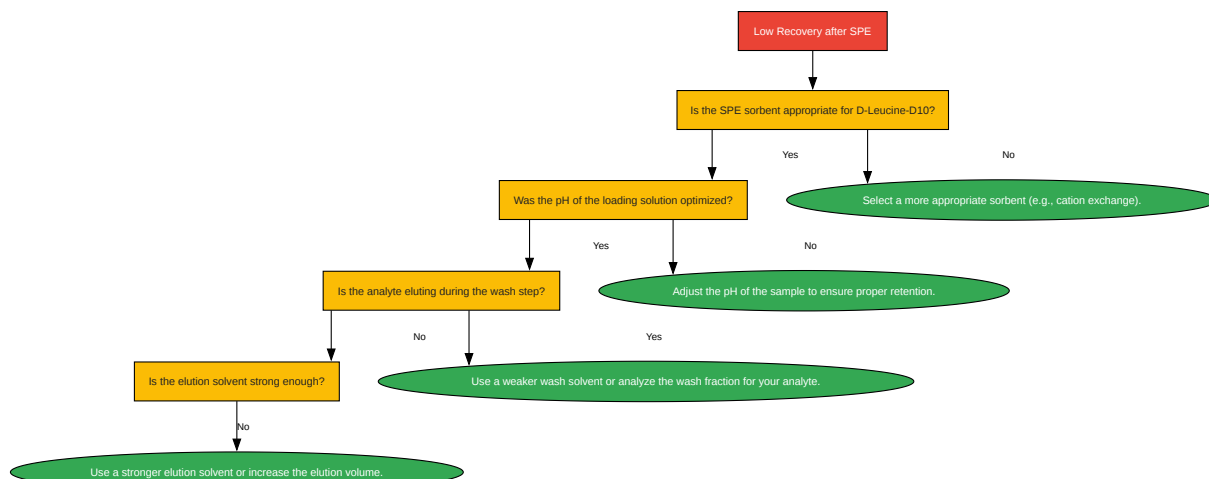 Low Recovery after SPE
Is the SPE sorbent appropriate for D-Leucine-D10?
Yes
No
Was the pH of the loading solution optimized?
Select a more appropriate sorbent (e.g., cation exchange).
Yes
No
Is the analyte eluting during the wash step?
Adjust the pH of the sample to ensure proper retention.
No
Yes
Is the elution solvent strong enough?
Use a weaker wash solvent or analyze the wash fraction for your analyte.
No
Use a stronger elution solvent or increase the elution volume.